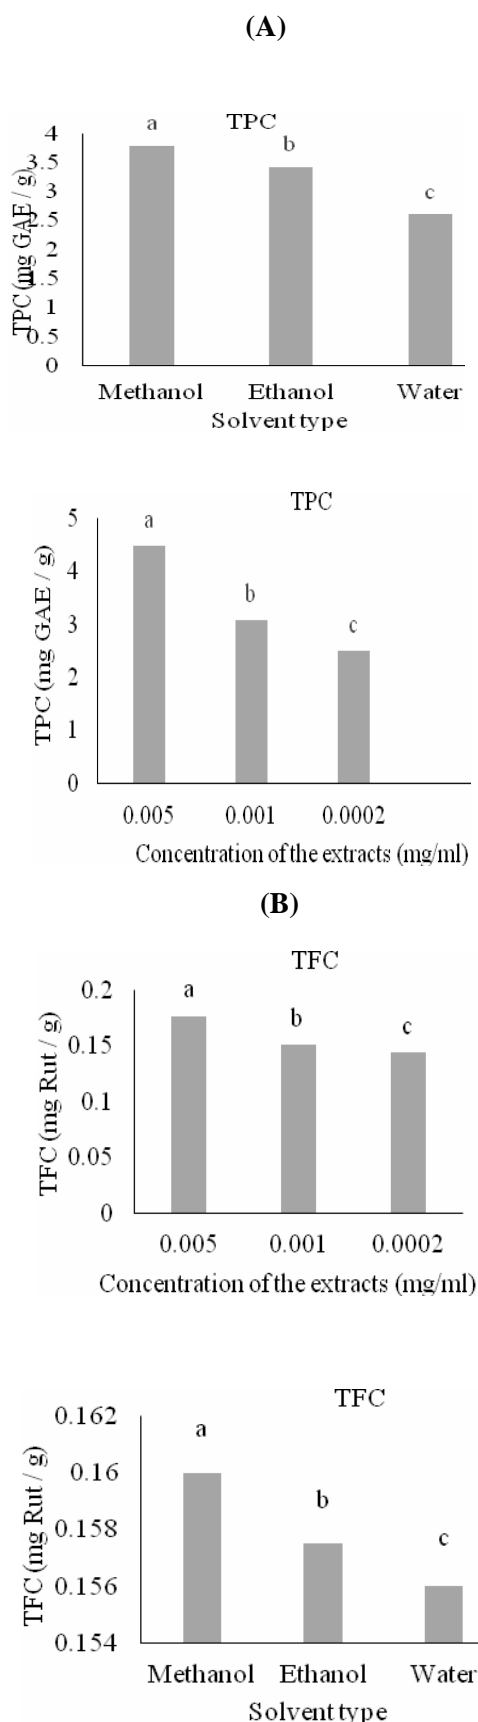 (A)
TPC
a
b
c
TPC (mg GAE / g)
4
3.5
3
2.5
2
1.5
1
0.5
0
Methanol Ethanol Water
Solvent type
TPC
a
b
c
TPC (mg GAE / g)
5
4
3
2
1
0
0.005 0.001 0.0002
Concentration of the extracts (mg/ml)
(B)
TFC
a
b
c
TFC (mg Rut / g)
0.2
0.15
0.1
0.05
0
0.005 0.001 0.0002
Concentration of the extracts (mg/ml)
TFC
a
b
c
TFC (mg Rut / g)
0.162
0.16
0.158
0.156
0.154
Methanol Ethanol Water
Solvent type